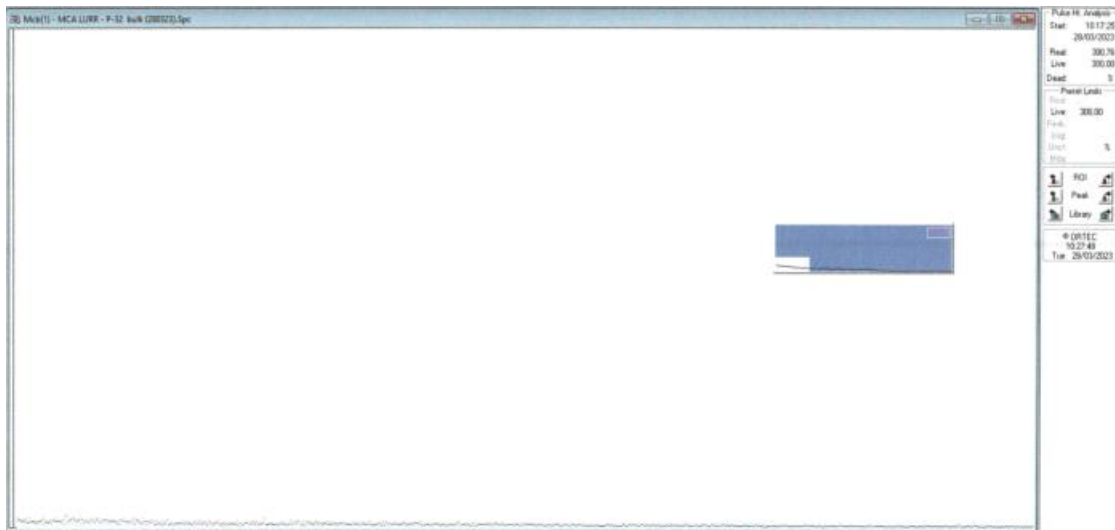 Mcb(1) - MCA LURR - P-32 bulk (280323).Spc
Pulse Ht. Analysis
Start: 10:17:25
28/03/2023
Real: 300.76
Live: 300.00
Dead: %
Preset Limits
Live: 300.00
%
ROI
Peak
Library
ORTEC
10:27:49
Tue 28/03/2023